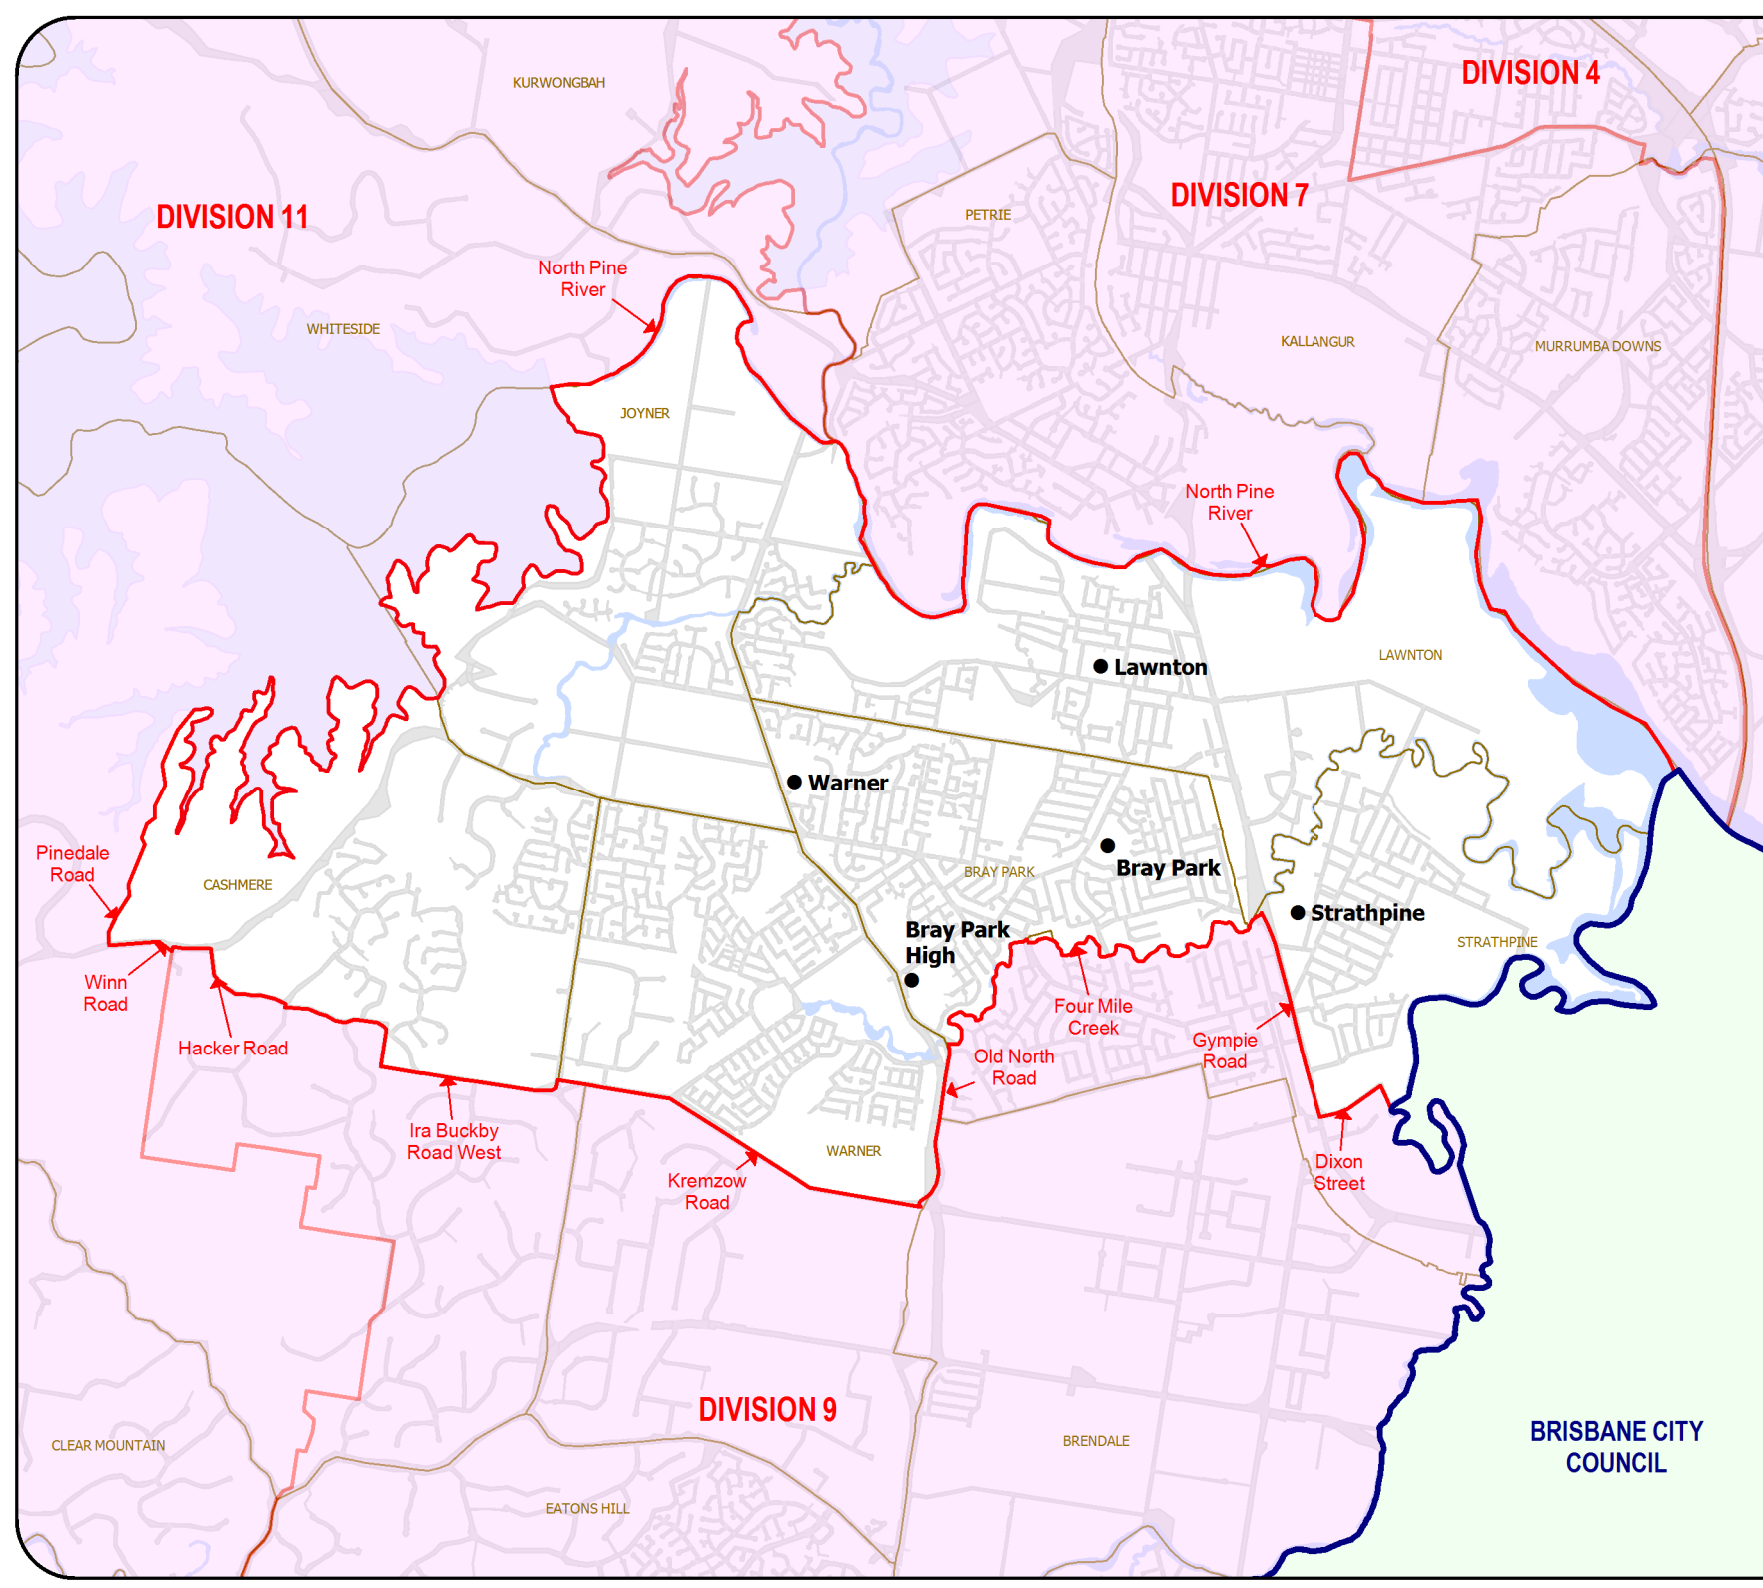 DIVISION 4
KURWONGBAH
DIVISION 7
DIVISION 11
PETRIE
North Pine
River
WHITESIDE
KALLANGUR
MURRUMBA DOWNS
JOYNER
North Pine
River
LAWNTON
Lawnton
Warner
Pinedale
Road
Bray Park
BRAY PARK
CASHMERE
Strathpine
Bray Park
High
STRATHPINE
Winn
Road
Four Mile
Creek
Hacker Road
Gympie
Road
Old North
Road
Ira Buckby
Road West
WARNER
Dixon
Street
Kremzow
Road
DIVISION 9
BRISBANE CITY
COUNCIL
CLEAR MOUNTAIN
BRENDALE
EATONS HILL